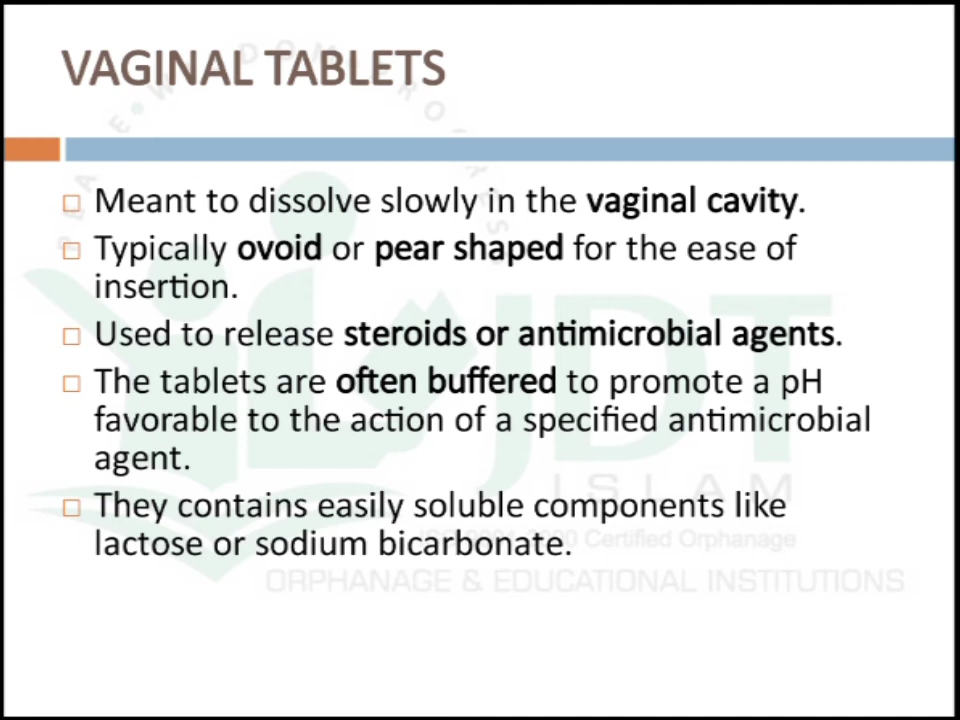 VAGINAL TABLETS
Meant to dissolve slowly in the vaginal cavity.
Typically ovoid or pear shaped for the ease of
insertion.
Used to release steroids or antimicrobial agents.
The tablets are often buffered to promote a pH
favorable to the action of a specified antimicrobial
agent.
They contains easily soluble components like
lactose or sodium bicarbonate.
JDT
ISLAM
Certified Orphanage
ORPHANAGE & EDUCATIONAL INSTITUTIONS